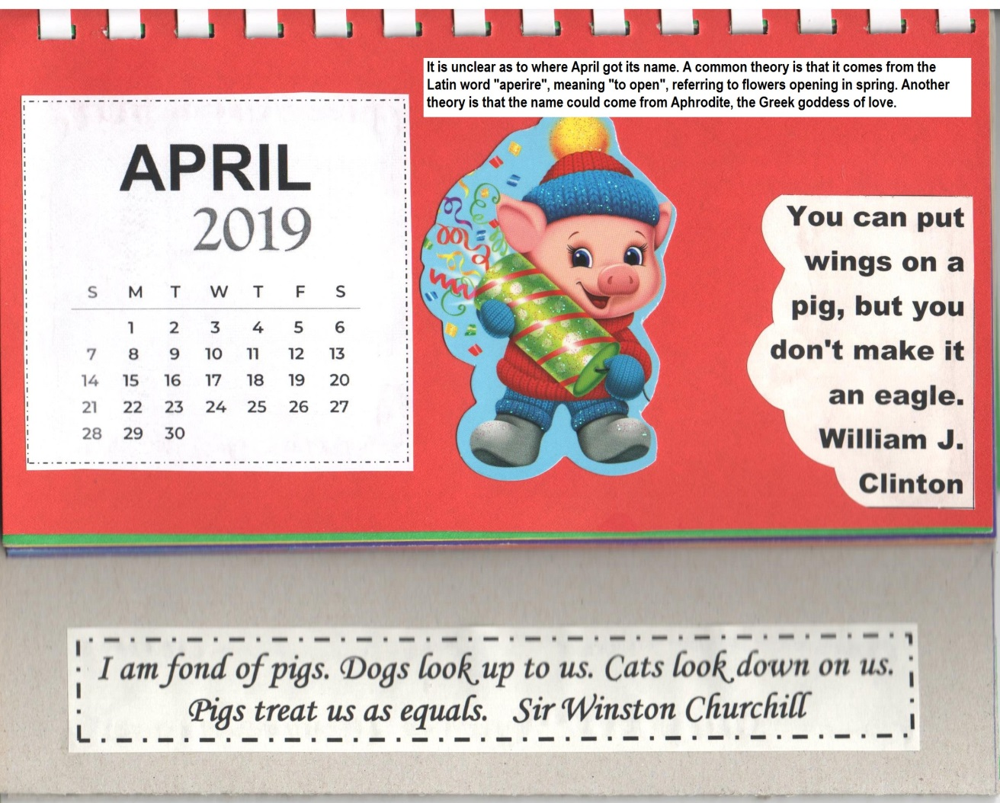 It is unclear as to where April got its name. A common theory is that it comes from the
Latin word "aperire", meaning "to open", referring to flowers opening in spring. Another
theory is that the name could come from Aphrodite, the Greek goddess of love.
APRIL
2019
S M T W T F S
1 2 3 4 5 6
7 8 9 10 11 12 13
14 15 16 17 18 19 20
21 22 23 24 25 26 27
28 29 30
You can put
wings on a
pig, but you
don't make it
an eagle.
William J.
Clinton
I am fond of pigs. Dogs look up to us. Cats look down on us.
Pigs treat us as equals. Sir Winston Churchill